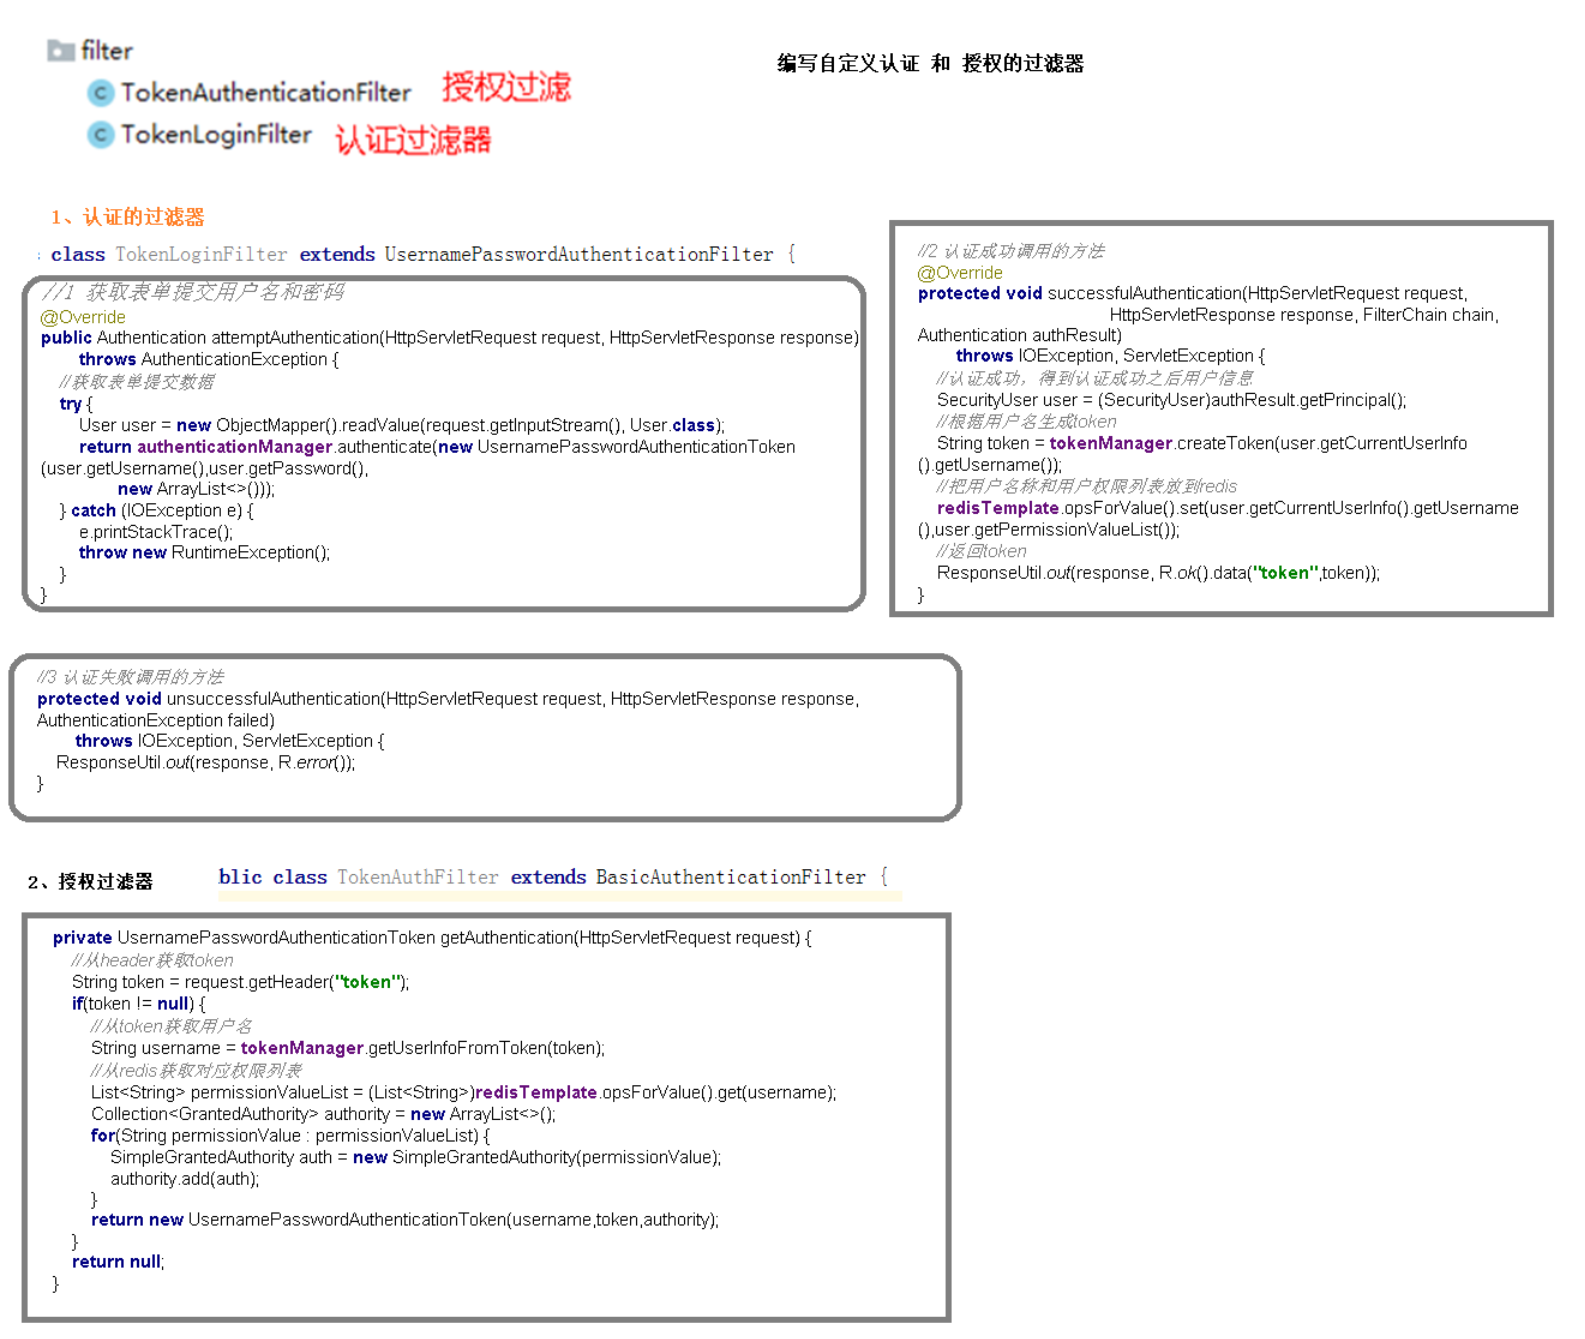 filter
TokenAuthenticationFilter 授权过滤
TokenLoginFilter 认证过滤器
编写自定义认证 和 授权的过滤器
1、认证的过滤器
class TokenLoginFilter extends UsernamePasswordAuthenticationFilter {
//1 获取表单提交用户名和密码
@Override
public Authentication attemptAuthentication(HttpServletRequest request, HttpServletResponse response)
throws AuthenticationException {
//获取表单提交数据
try {
User user = new ObjectMapper().readValue(request.getInputStream(), User.class);
return authenticationManager.authenticate(new UsernamePasswordAuthenticationToken
(user.getUsername(),user.getPassword(),
new ArrayList<>()));
} catch (IOException e) {
e.printStackTrace();
throw new RuntimeException();
}
}
//2 认证成功调用的方法
@Override
protected void successfulAuthentication(HttpServletRequest request,
HttpServletResponse response, FilterChain chain,
Authentication authResult)
throws IOException, ServletException {
//认证成功，得到认证成功之后用户信息
SecurityUser user = (SecurityUser)authResult.getPrincipal();
//根据用户名生成token
String token = tokenManager.createToken(user.getCurrentUserInfo
().getUsername());
//把用户名称和用户权限列表放到redis
redisTemplate.opsForValue().set(user.getCurrentUserInfo().getUsername
(),user.getPermissionValueList());
//返回token
ResponseUtil.out(response, R.ok().data("token",token));
}
//3 认证失败调用的方法
protected void unsuccessfulAuthentication(HttpServletRequest request, HttpServletResponse response,
AuthenticationException failed)
throws IOException, ServletException {
ResponseUtil.out(response, R.error());
}
2、授权过滤器
blic class TokenAuthFilter extends BasicAuthenticationFilter {
private UsernamePasswordAuthenticationToken getAuthentication(HttpServletRequest request) {
//从header获取token
String token = request.getHeader("token");
if(token != null) {
//从token获取用户名
String username = tokenManager.getUserInfoFromToken(token);
//从redis获取对应权限列表
List<String> permissionValueList = (List<String>)redisTemplate.opsForValue().get(username);
Collection<GrantedAuthority> authority = new ArrayList<>();
for(String permissionValue : permissionValueList) {
SimpleGrantedAuthority auth = new SimpleGrantedAuthority(permissionValue);
authority.add(auth);
}
return new UsernamePasswordAuthenticationToken(username,token,authority);
}
return null;
}